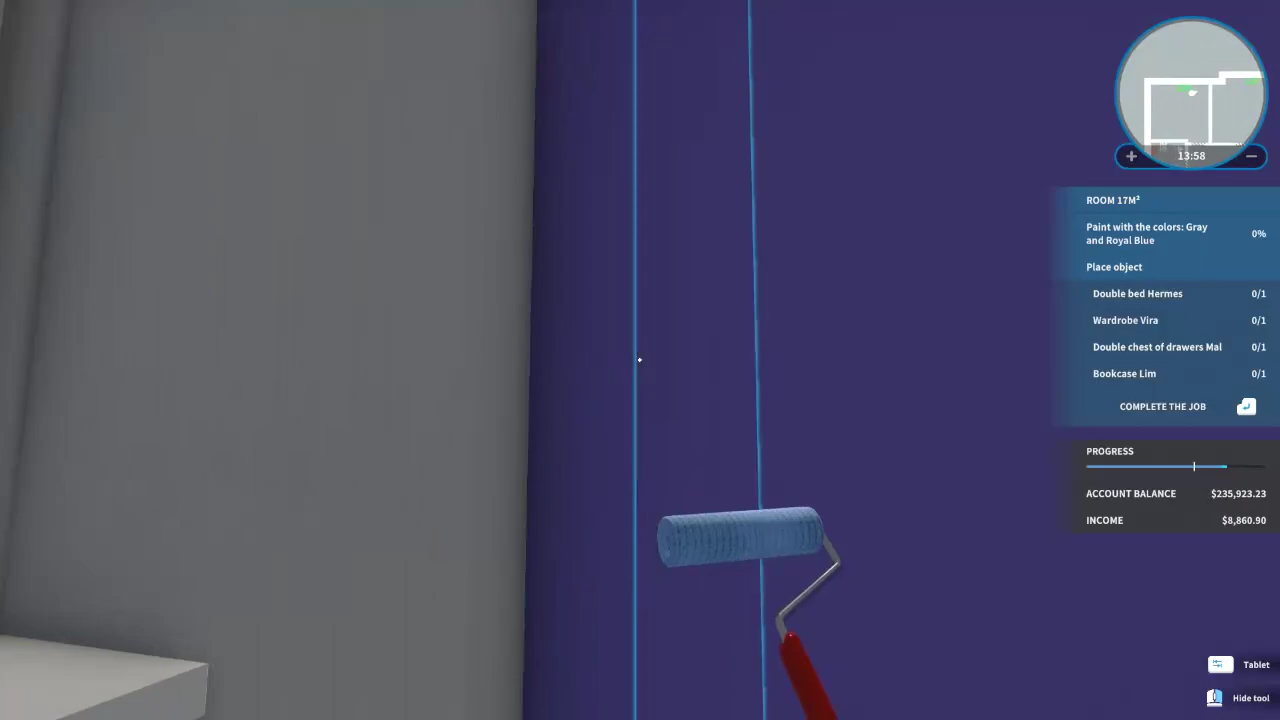 13:58
ROOM 17M²
Paint with the colors: Gray
and Royal Blue
0%
Place object
Double bed Hermes 0/1
Wardrobe Vira 0/1
Double chest of drawers Mal 0/1
Bookcase Lim 0/1
COMPLETE THE JOB
PROGRESS
ACCOUNT BALANCE $235,923.23
INCOME $8,860.90
Tablet
Hide tool